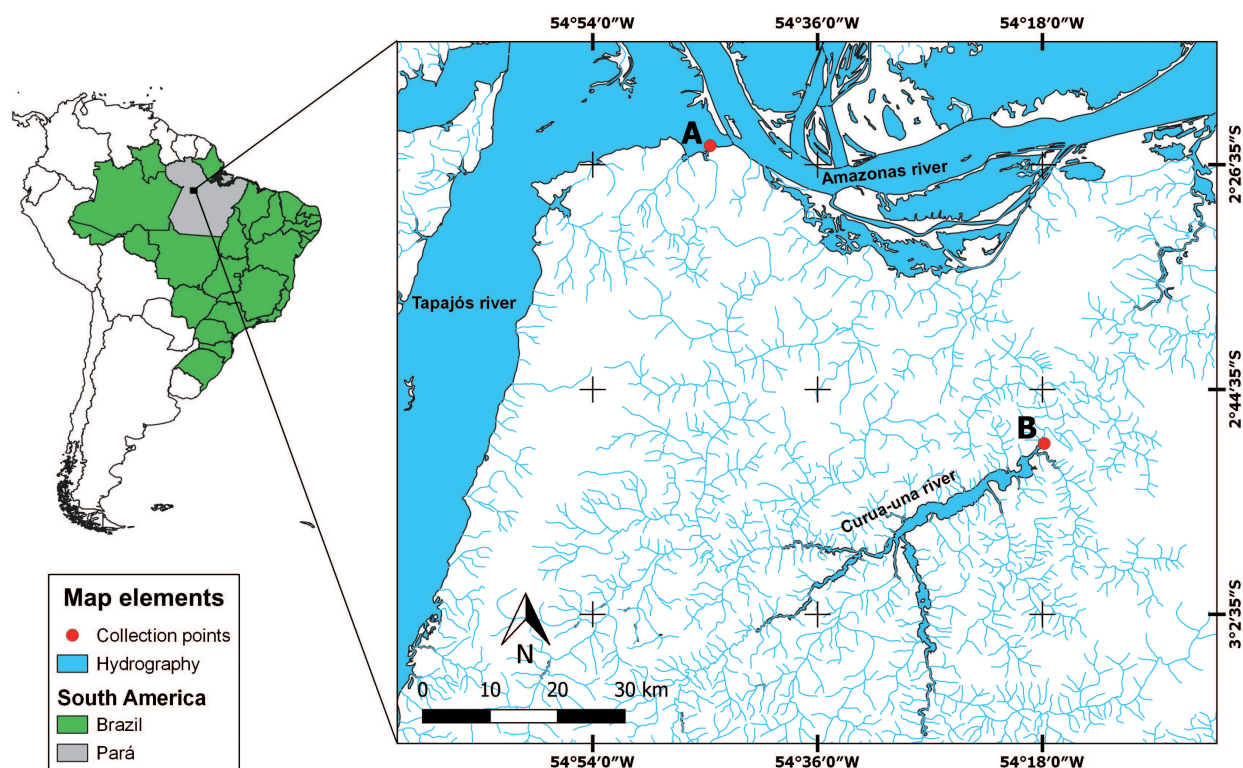 54°54′0″W 54°36′0″W 54°18′0″W
A
Amazonas river
2°26′35″S
Tapajós river
2°44′35″S
B
Curua-una river
3°2′35″S
N
0 10 20 30 km
54°54′0″W 54°36′0″W 54°18′0″W
Map elements
Collection points
Hydrography
South America
Brazil
Pará